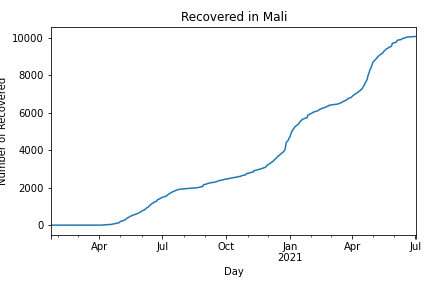 Recovered in Mali
Number of Recovered
10000
8000
6000
4000
2000
0
Apr
Jul
Oct
Jan
2021
Apr
Jul
Day